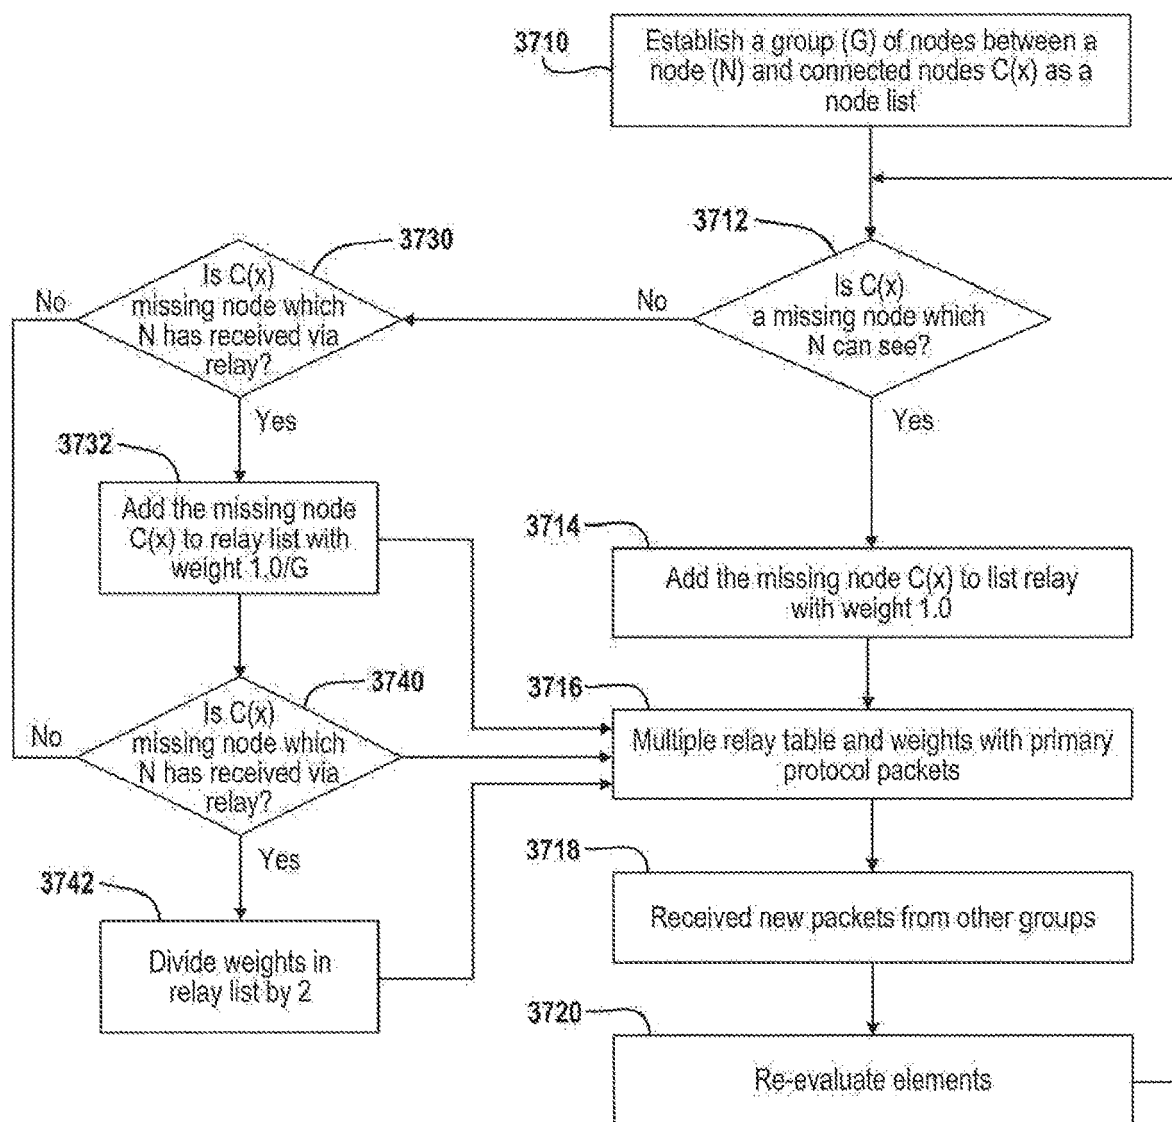 3710
Establish a group (G) of nodes between a
node (N) and connected nodes C(x) as a
node list
3712
Is C(x)
a missing node which
N can see?
No
Yes
3730
Is C(x)
missing node which
N has received via
relay?
No
Yes
3732
Add the missing node
C(x) to relay list with
weight 1.0/G
3714
Add the missing node C(x) to list relay
with weight 1.0
3740
Is C(x)
missing node which
N has received via
relay?
No
Yes
3716
Multiple relay table and weights with primary
protocol packets
3742
Divide weights in
relay list by 2
3718
Received new packets from other groups
3720
Re-evaluate elements